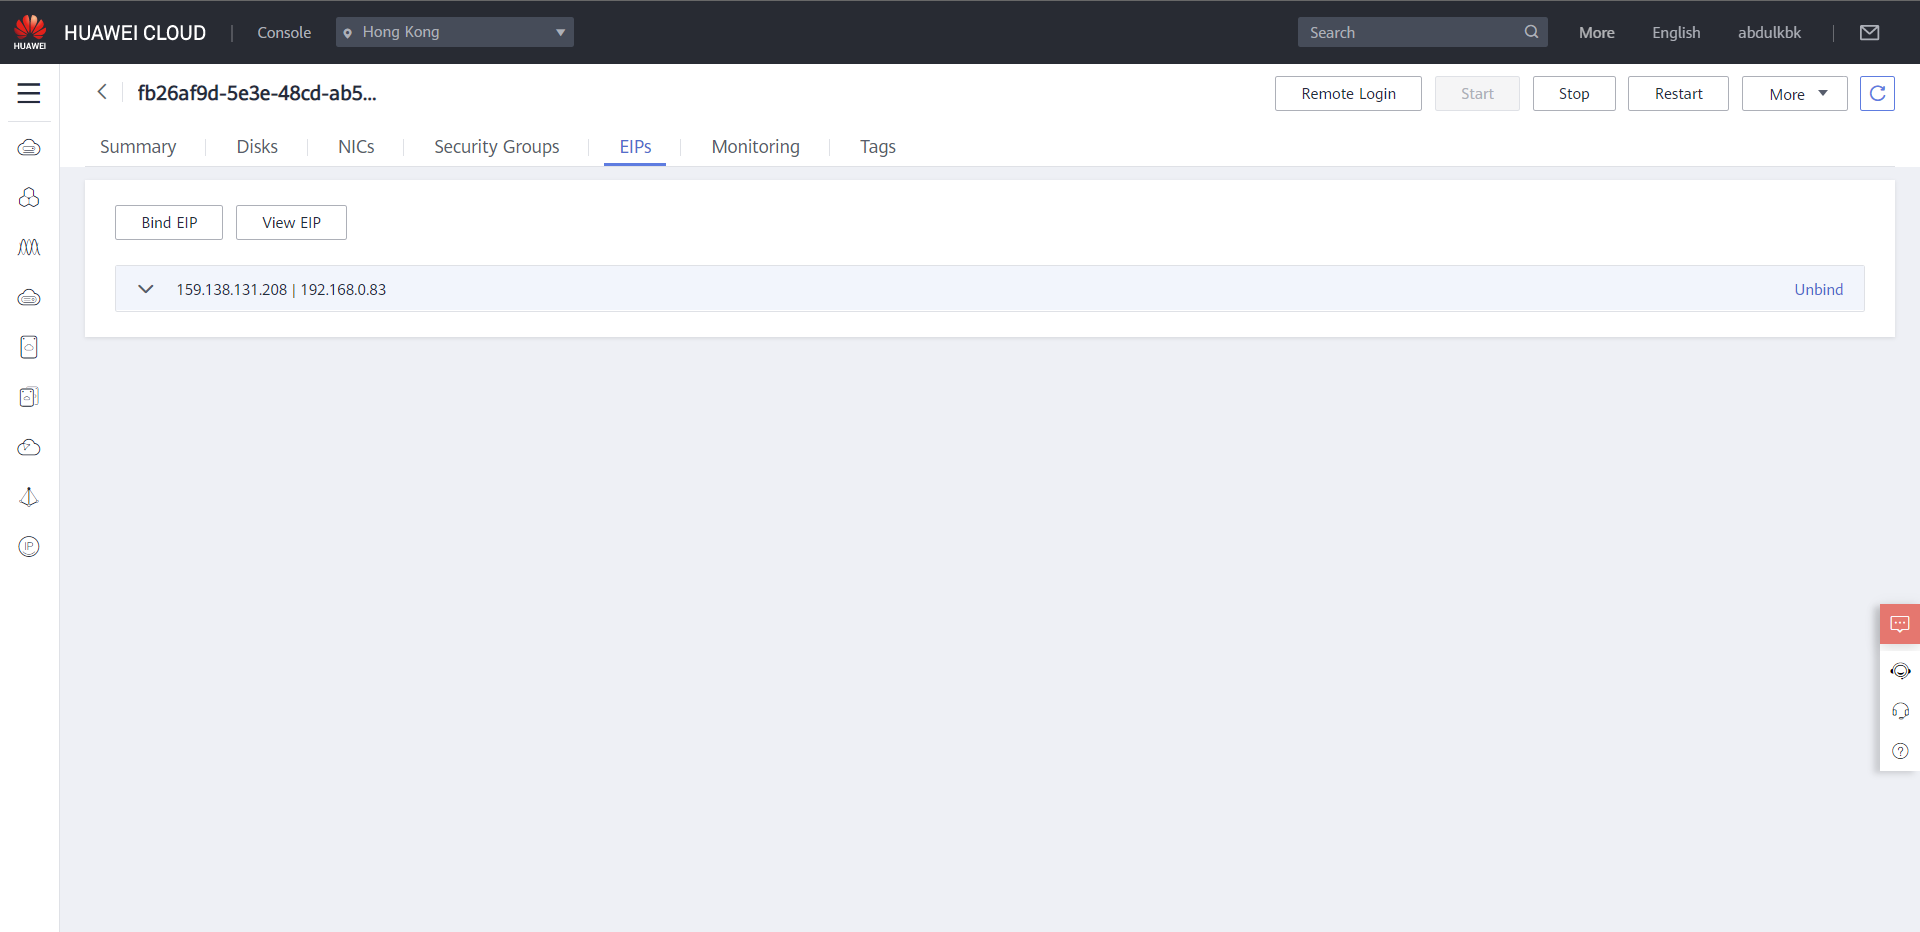 HUAWEI
HUAWEI CLOUD | Console Hong Kong Search More English abdulkbk
fb26af9d-5e3e-48cd-ab5... Remote Login Start Stop Restart More
Summary Disks NICs Security Groups EIPs Monitoring Tags
Bind EIP View EIP
159.138.131.208 | 192.168.0.83 Unbind
IP